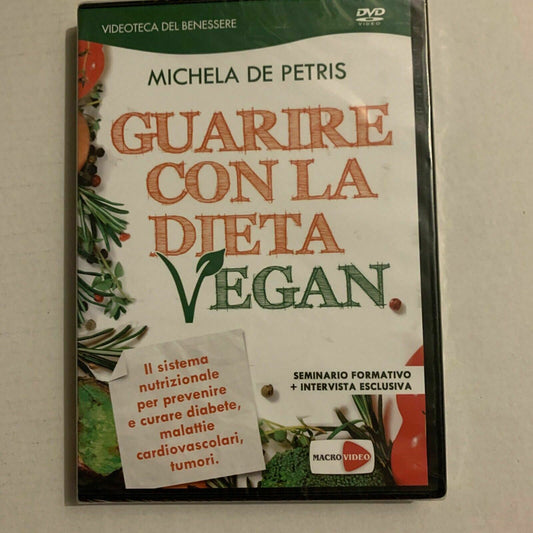 VIDEOTECA DEL BENESSERE
DVD
VIDEO
MICHELA DE PETRIS
GUARIRE
CON LA
DIETA
VEGAN.
Il sistema
nutrizionale
per prevenire
e curare diabete,
malattie
cardiovascolari,
tumori.
SEMINARIO FORMATIVO
+ INTERVISTA ESCLUSIVA
MACRO VIDEO